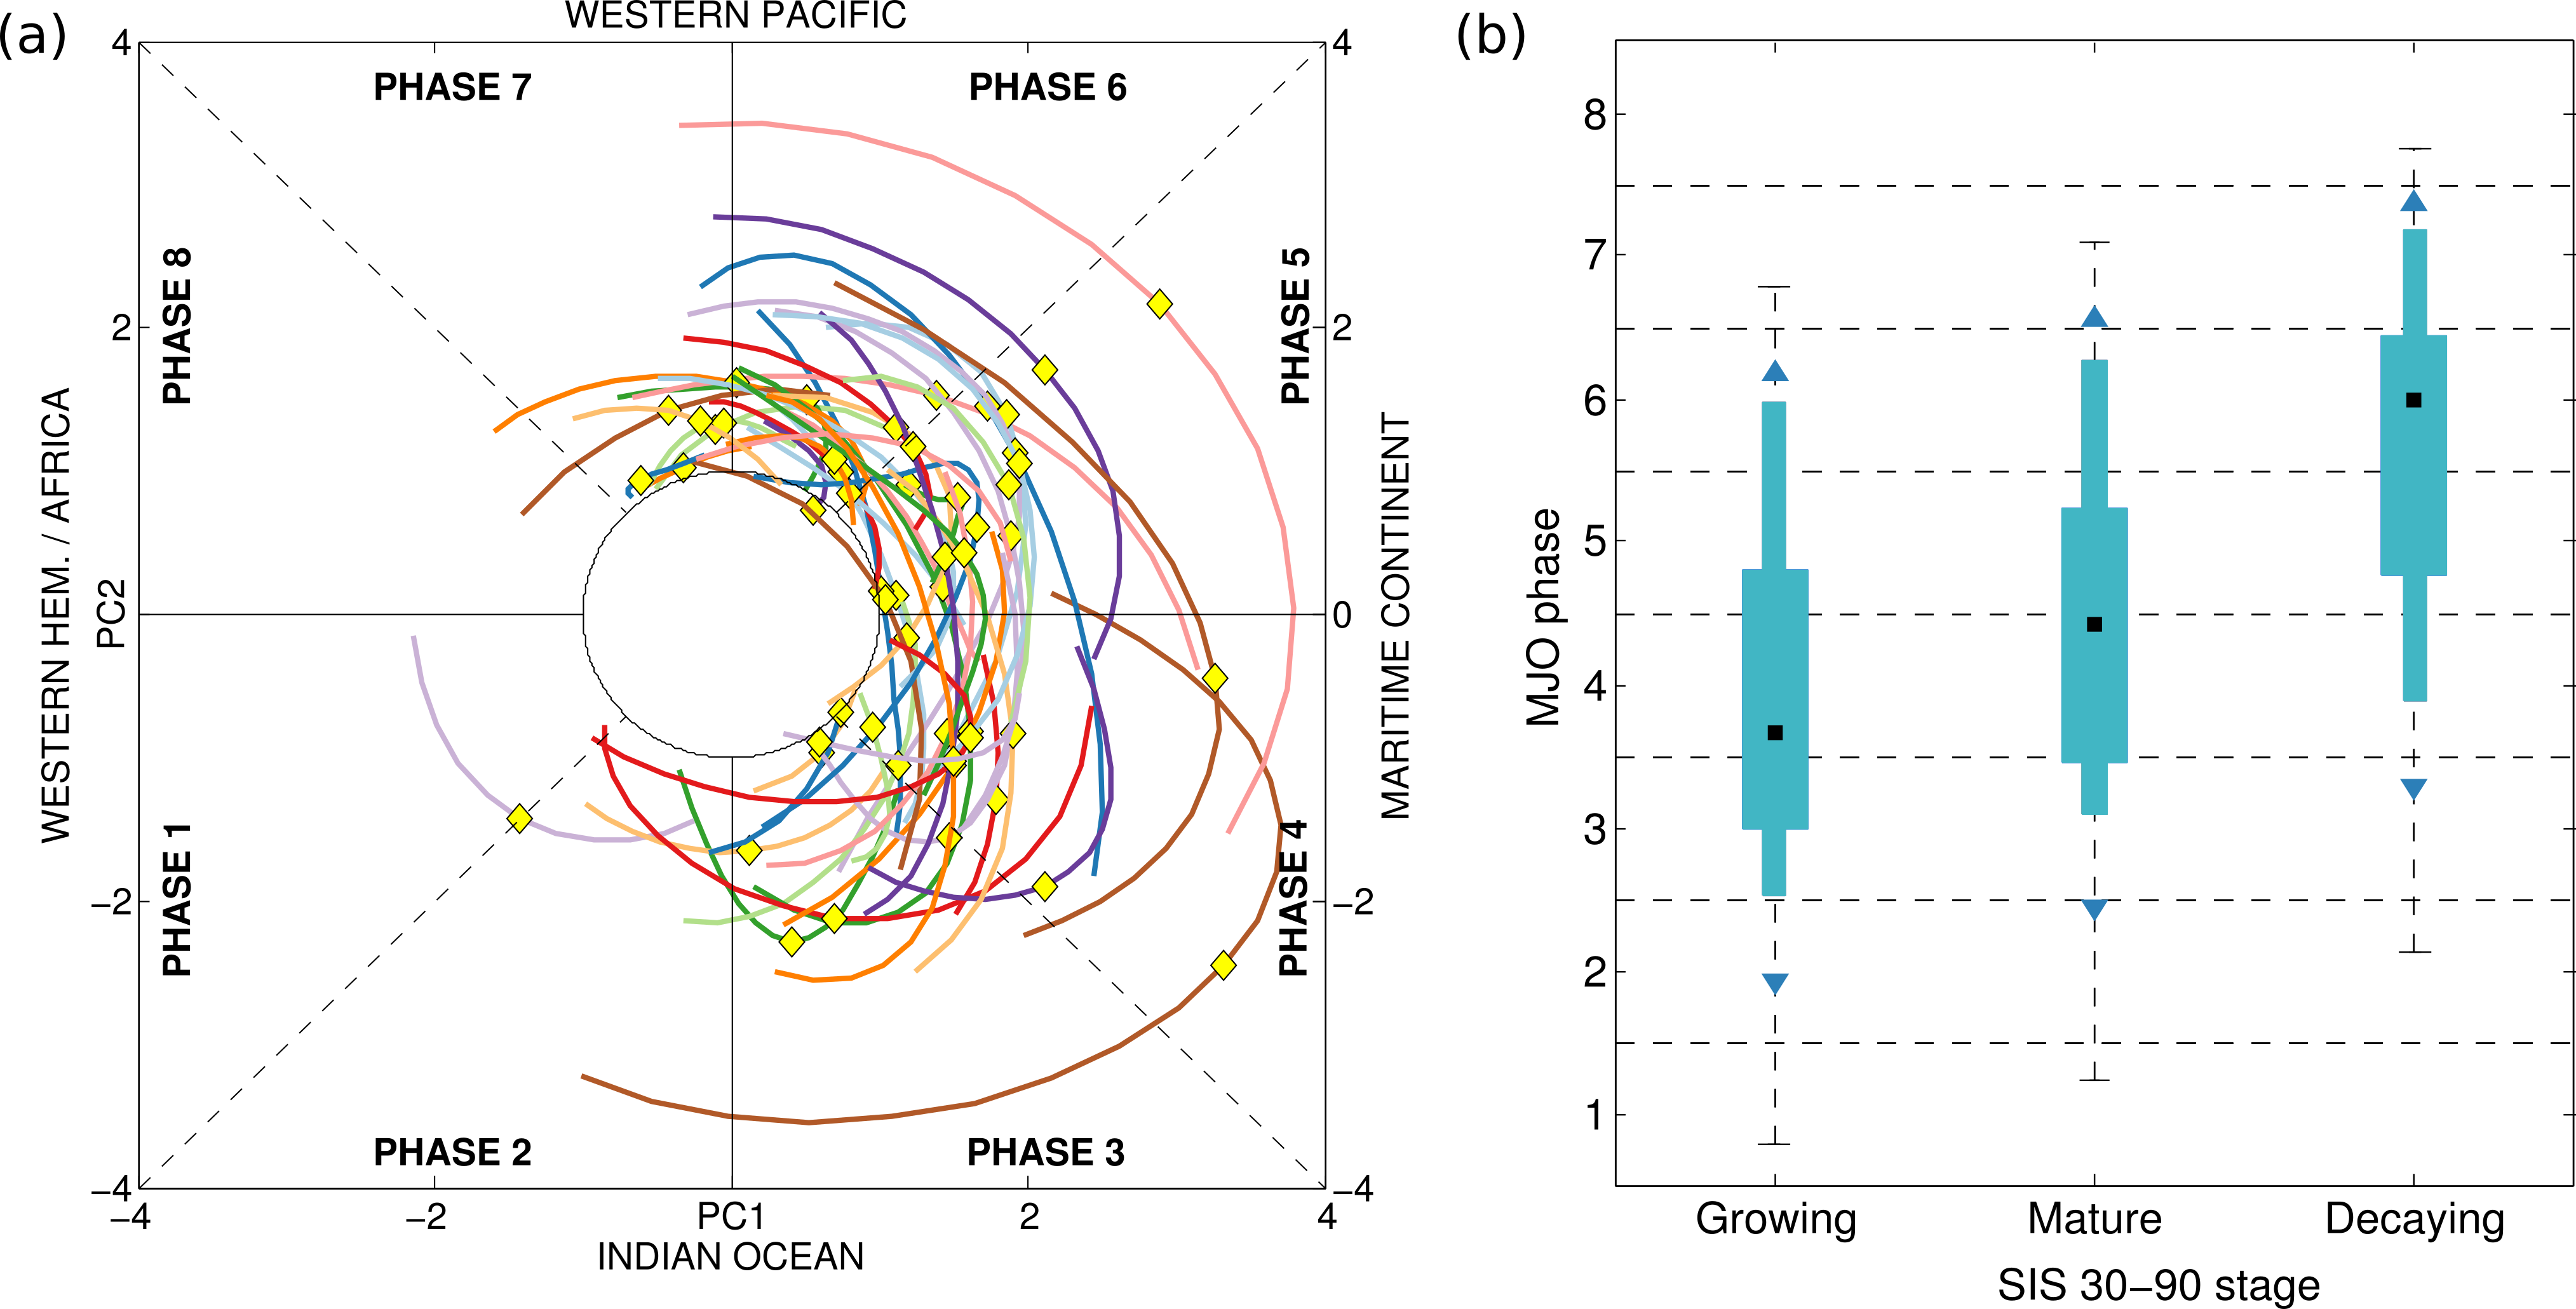 (a)
WESTERN PACIFIC
4
4
PHASE 7
PHASE 6
PHASE 8
PHASE 5
2
2
WESTERN HEM. / AFRICA
PC2
0
MARITIME CONTINENT
PHASE 1
PHASE 4
−2
−2
PHASE 2
PHASE 3
−4
−4
−4
−2
PC1
2
4
INDIAN OCEAN
(b)
8
7
6
5
4
3
2
1
MJO phase
Growing
Mature
Decaying
SIS 30−90 stage